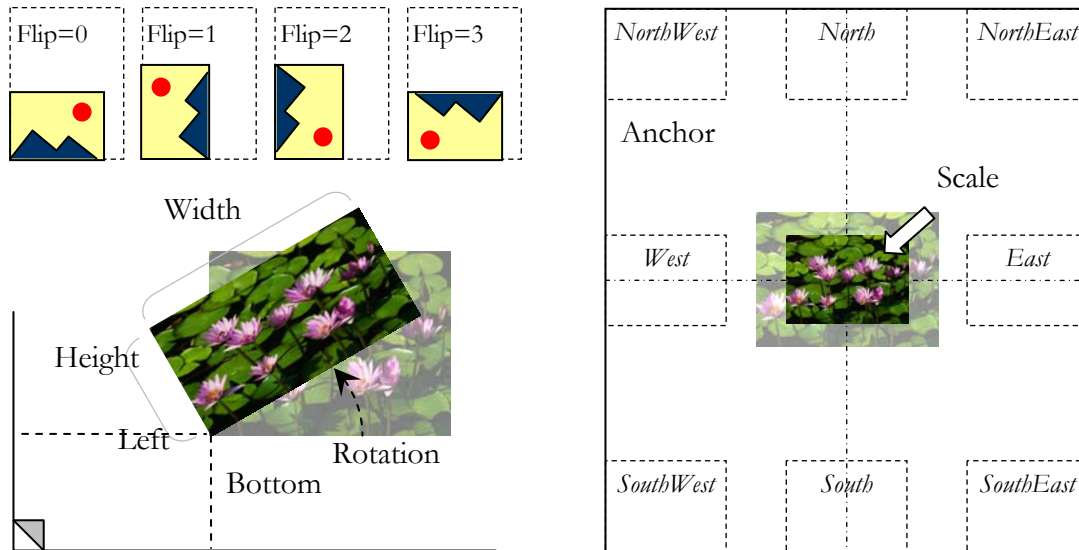 Flip=0
Flip=1
Flip=2
Flip=3
Width
Height
Left
Bottom
Rotation
NorthWest
North
NorthEast
Anchor
Scale
West
East
SouthWest
South
SouthEast